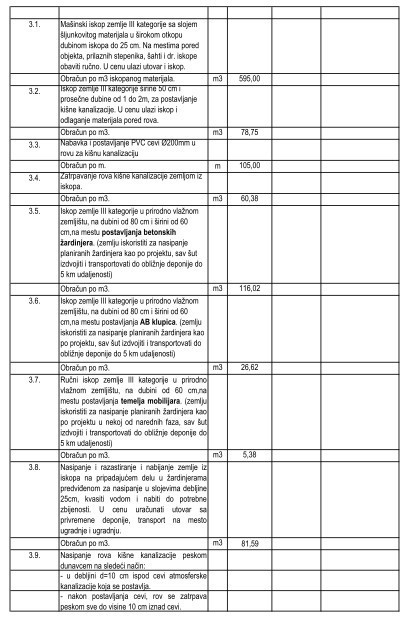 3.1. Mašinski iskop zemlje III kategorije sa slojem
šljunkovitog materijala u širokom otkopu
dubinom iskopa do 25 cm. Na mestima pored
objekta, prilaznih stepenika, šahti i dr. iskope
obaviti ručno. U cenu ulazi utovar i iskop.
Obračun po m3 iskopanog materijala. m3 595,00
3.2. Iskop zemlje III kategorije širine 50 cm i
prosečne dubine od 1 do 2m, za postavljanje
kišne kanalizacije. U cenu ulazi iskop i
odlaganje materijala pored rova.
Obračun po m3. m3 78,75
3.3. Nabavka i postavljanje PVC cevi Ø200mm u
rovu za kišnu kanalizaciju
Obračun po m. m 105,00
3.4. Zatrpavanje rova kišne kanalizacije zemljom iz
iskopa.
Obračun po m3. m3 60,38
3.5. Iskop zemlje III kategorije u prirodno vlažnom
zemljištu, na dubini od 80 cm i širini od 60
cm,na mestu postavljanja betonskih
žardinjera. (zemlju iskoristiti za nasipanje
planiranih žardinjera kao po projektu, sav šut
izdvojiti i transportovati do obližnje deponije do
5 km udaljenosti)
Obračun po m3. m3 116,02
3.6. Iskop zemlje III kategorije u prirodno vlažnom
zemljištu, na dubini od 80 cm i širini od 60
cm,na mestu postavljanja AB klupica. (zemlju
iskoristiti za nasipanje planiranih žardinjera kao
po projektu, sav šut izdvojiti i transportovati do
obližnje deponije do 5 km udaljenosti)
Obračun po m3. m3 26,62
3.7. Ručni iskop zemlje III kategorije u prirodno
vlažnom zemljištu, na dubini od 60 cm,na
mestu postavljanja temelja mobilijara. (zemlju
iskoristiti za nasipanje planiranih žardinjera kao
po projektu u nekoj od narednih faza, sav šut
izdvojiti i transportovati do obližnje deponije do
5 km udaljenosti)
Obračun po m3. m3 5,38
3.8. Nasipanje i razastiranje i nabijanje zemlje iz
iskopa na pripadajućem delu u žardinjerama
predviđenom za nasipanje u slojevima debljine
25cm, kvasiti vodom i nabiti do potrebne
zbijenosti. U cenu uračunati utovar sa
privremene deponije, transport na mesto
ugradnje i ugradnju.
Obračun po m3. m3 81,59
3.9. Nasipanje rova kišne kanalizacije peskom
dunavcem na sledeći način:
- u debljini d=10 cm ispod cevi atmosferske
kanalizacije koja se postavlja.
- nakon postavljanja cevi, rov se zatrpava
peskom sve do visine 10 cm iznad cevi.